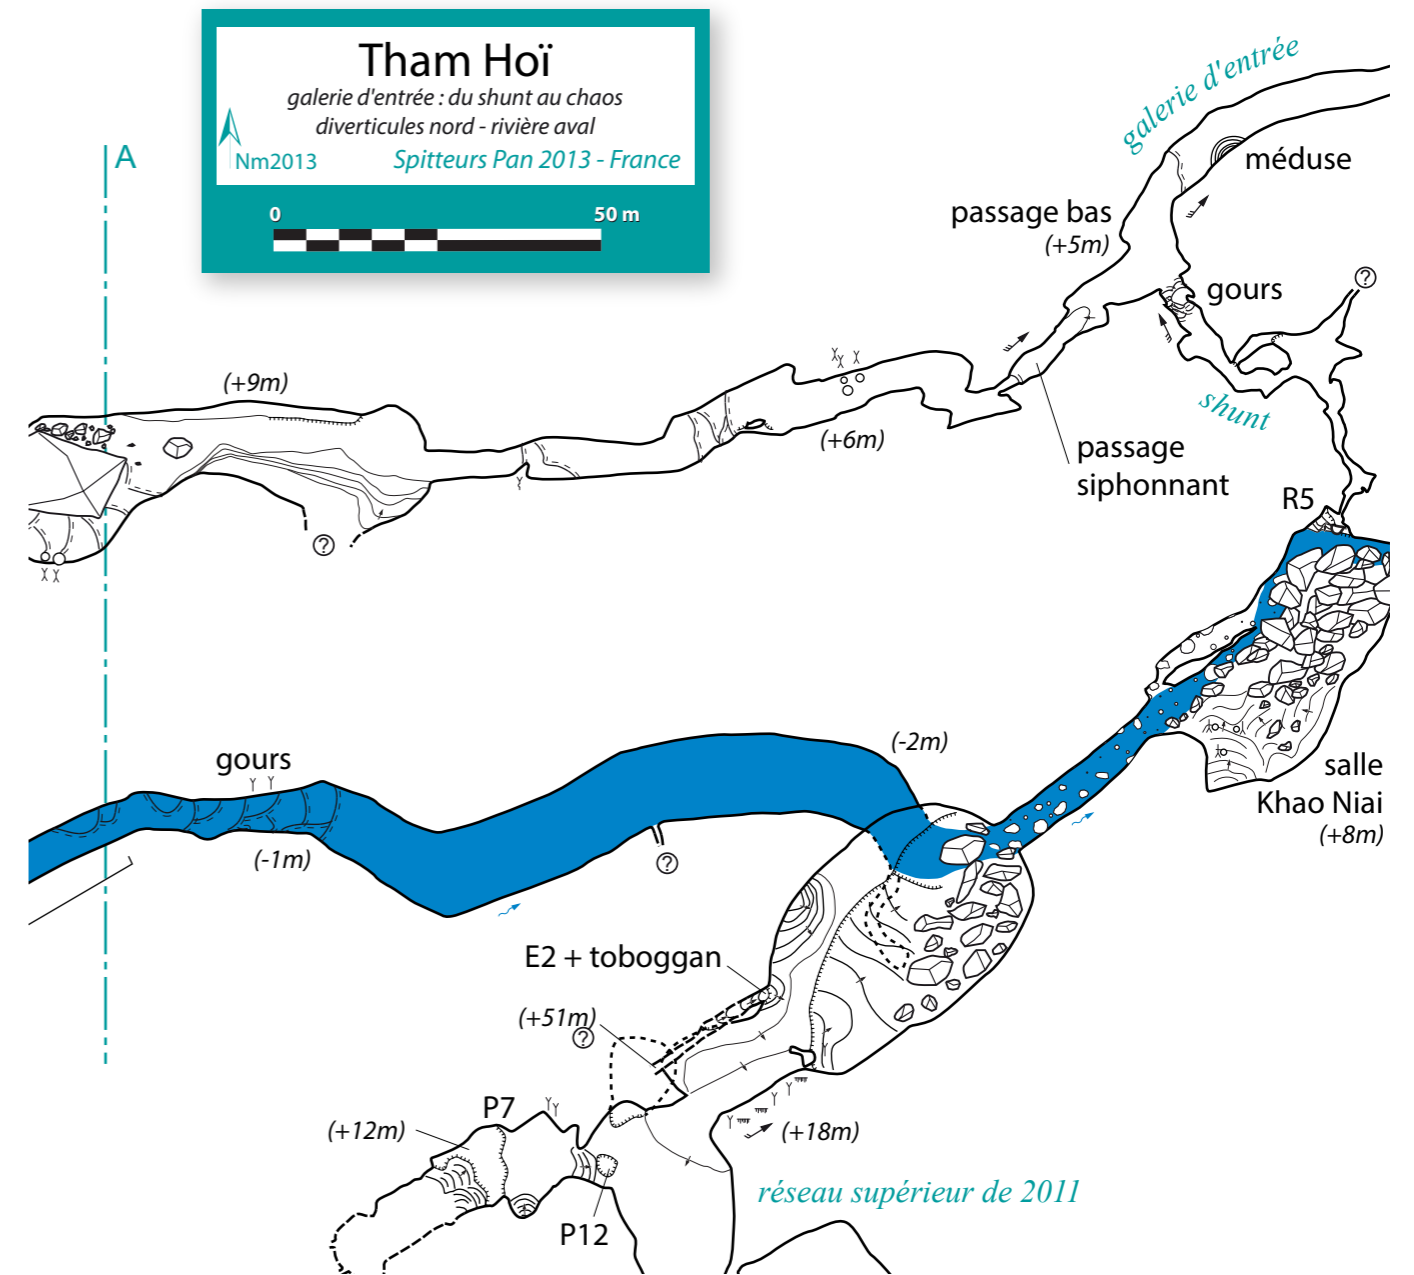 Tham Hoï
galerie d'entrée : du shunt au chaos
diverticules nord - rivière aval
Nm2013
Spitteurs Pan 2013 - France
0
50 m
A
galerie d'entrée
méduse
passage bas
(+5m)
gours
?
shunt
(+9m)
(+6m)
passage
siphonnant
R5
?
gours
(-1m)
(-2m)
?
salle
Khao Niai
(+8m)
E2 + toboggan
(+51m)
?
P7
(+12m)
(+18m)
P12
réseau supérieur de 2011